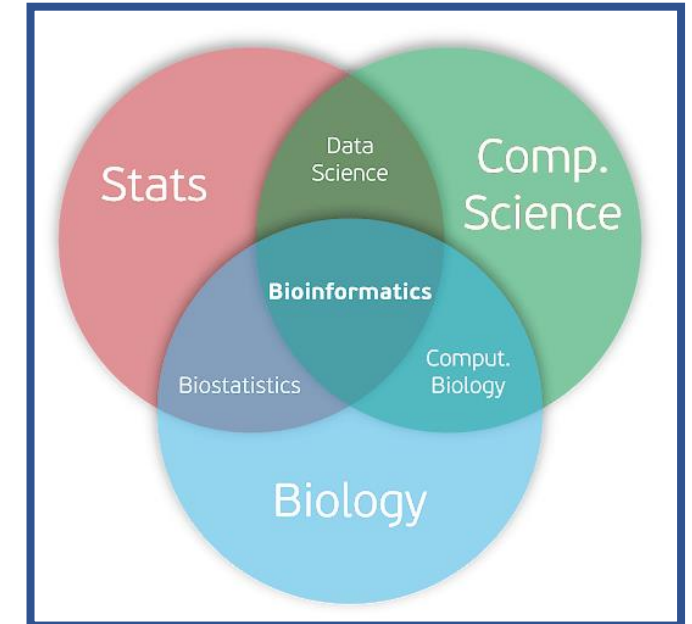 Data
Science
Stats
Comp.
Science
Bioinformatics
Biostatistics
Comput.
Biology
Biology